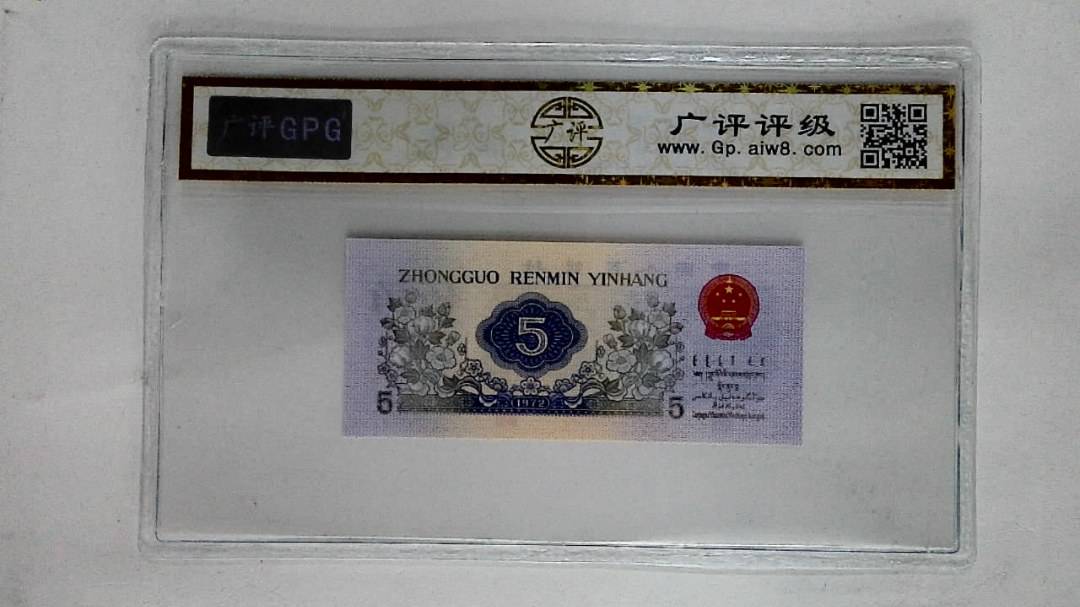 广评GPG
广评
广评评级
www.Gp.aiw8.com
ZHONGGUO RENMIN YINHANG
5
5
1972
5